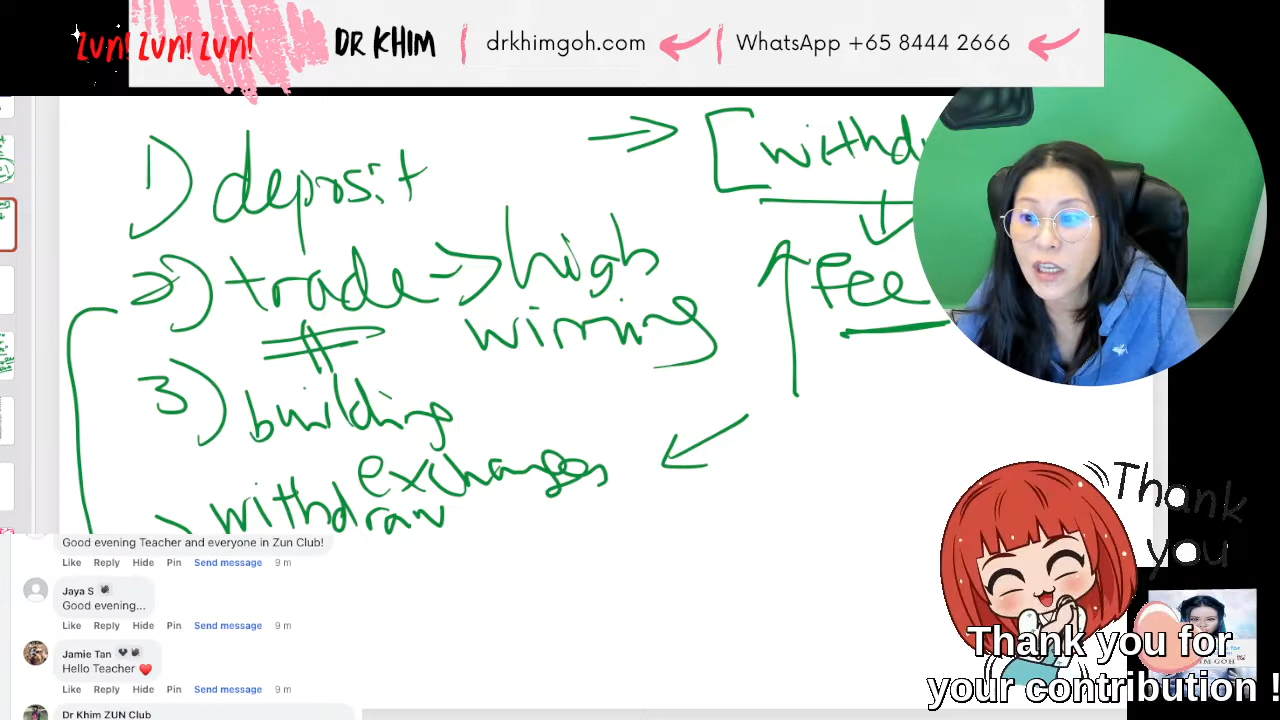 ZUN! ZUN! ZUN!
DR KHIM
drkhimgoh.com
WhatsApp +65 8444 2666
1) deposit
→ [withd
2) trade → high
winning
↑ Fee
3) building
exchanges
withdraw
Good evening Teacher and everyone in Zun Club!
Like Reply Hide Pin Send message 9 m
Jaya S
Good evening...
Like Reply Hide Pin Send message 9 m
Jamie Tan
Hello Teacher ❤️
Like Reply Hide Pin Send message 9 m
Dr Khim ZUN Club
Thank
you
Thank you for
your contribution !